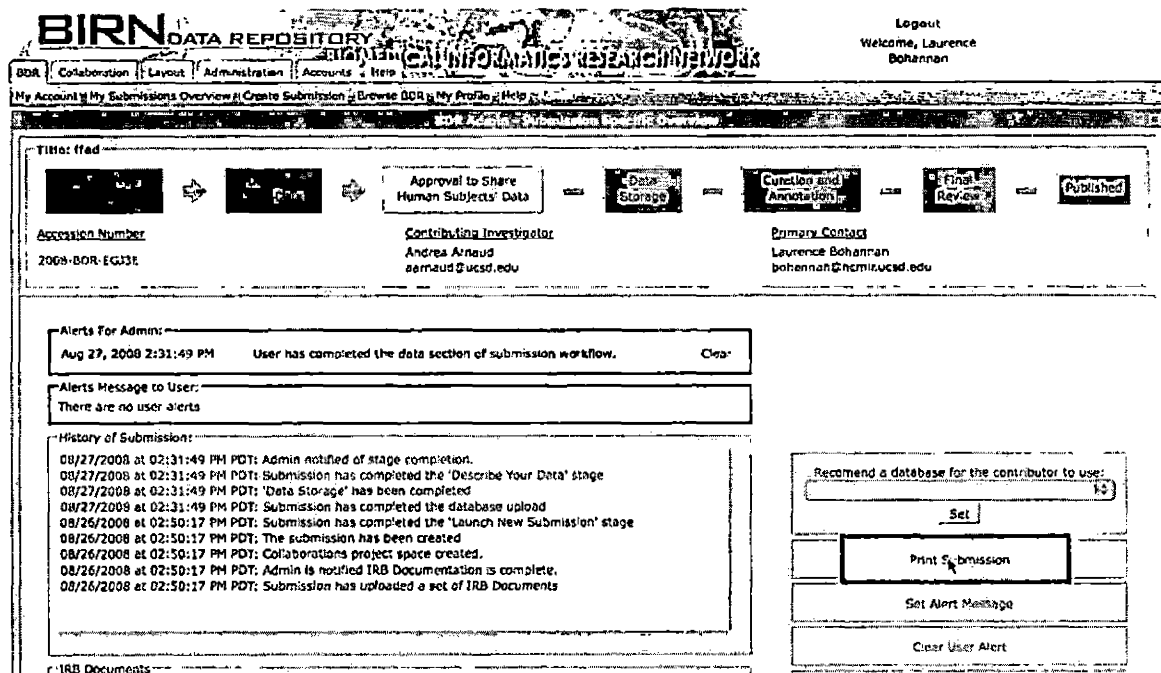 BIRN DATA REPOSITORY
INFORMATICS RESEARCH NETWORK
Logout
Welcome, Laurence
Bohannan
BDR Collaboration Layout Administration Accounts Help
My Account My Submissions Overview Create Submission Browse BDR My Profile Help
Title: ffad
Approval to Share
Human Subjects' Data
Data
Storage
Curation and
Annotation
Final
Review
Published
Accession Number
Contributing Investigator
Andrea Arnaud
aarnaud@ucsd.edu
Primary Contact
Laurence Bohannan
bohannah@ncmir.ucsd.edu
Alerts For Admin:
Aug 27, 2008 2:31:49 PM User has completed the data section of submission workflow. Clear
Alerts Message to User:
There are no user alerts
History of Submission:
08/27/2008 at 02:31:49 PM PDT: Admin notified of stage completion.
08/27/2008 at 02:31:49 PM PDT: Submission has completed the 'Describe Your Data' stage
08/27/2008 at 02:31:49 PM PDT: 'Data Storage' has been completed
08/27/2008 at 02:31:49 PM PDT: Submission has completed the database upload
08/26/2008 at 02:50:17 PM PDT: Submission has completed the 'Launch New Submission' stage
08/26/2008 at 02:50:17 PM PDT: The submission has been created
08/26/2008 at 02:50:17 PM PDT: Collaborations project space created.
08/26/2008 at 02:50:17 PM PDT: Admin is notified IRB Documentation is complete.
08/26/2008 at 02:50:17 PM PDT: Submission has uploaded a set of IRB Documents
Recomend a database for the contributor to use:
Set
Print Submission
Set Alert Message
Clear User Alert
IRB Documents